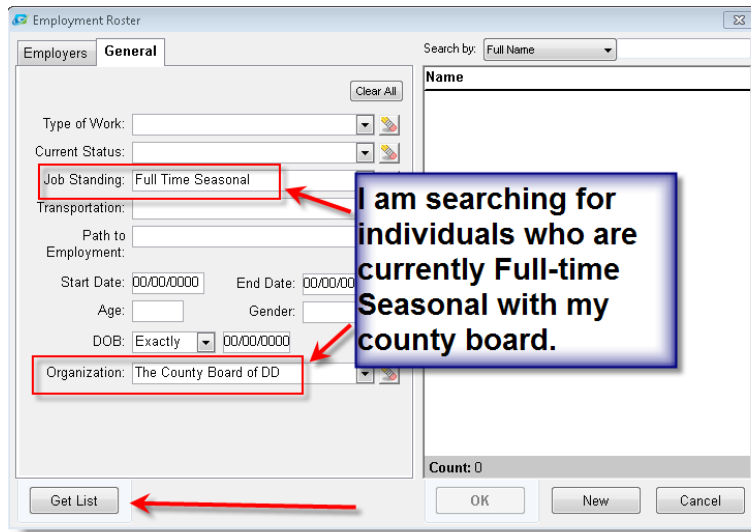 Employment Roster
Employers General
Search by: Full Name
Name
Clear All
Type of Work:
Current Status:
Job Standing: Full Time Seasonal
Transportation:
Path to
Employment:
Start Date: 00/00/0000 End Date: 00/00/00
Age: Gender:
DOB: Exactly 00/00/0000
Organization: The County Board of DD
I am searching for
individuals who are
currently Full-time
Seasonal with my
county board.
Count: 0
Get List
OK New Cancel